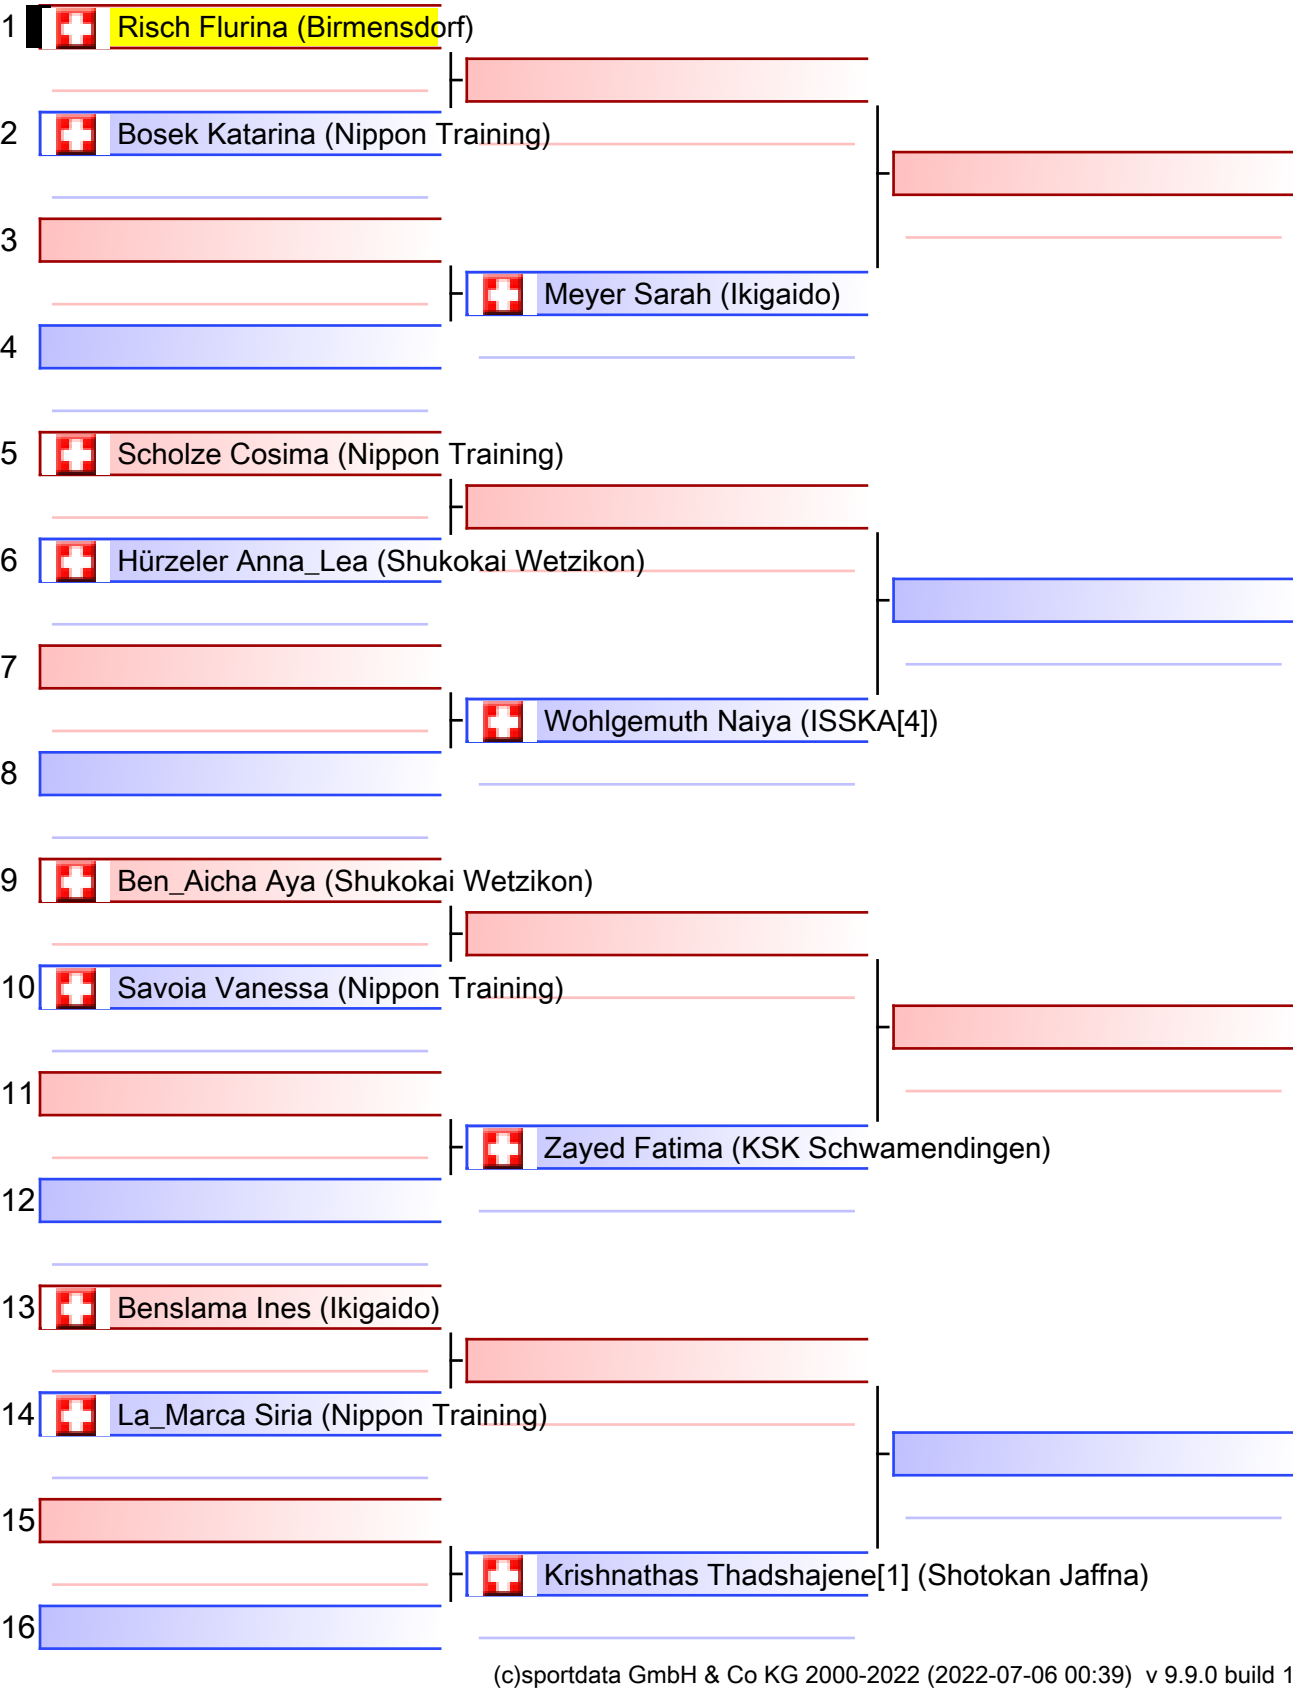 1 Risch Flurina (Birmensdorf)
2 Bosek Katarina (Nippon Training)
3
Meyer Sarah (Ikigaido)
4
5 Scholze Cosima (Nippon Training)
6 Hürzeler Anna_Lea (Shukokai Wetzikon)
7
Wohlgemuth Naiya (ISSKA[4])
8
9 Ben_Aicha Aya (Shukokai Wetzikon)
10 Savoia Vanessa (Nippon Training)
11
Zayed Fatima (KSK Schwamendingen)
12
13 Benslama Ines (Ikigaido)
14 La_Marca Siria (Nippon Training)
15
Krishnathas Thadshajene[1] (Shotokan Jaffna)
16
(c)sportdata GmbH & Co KG 2000-2022 (2022-07-06 00:39) v 9.9.0 build 1